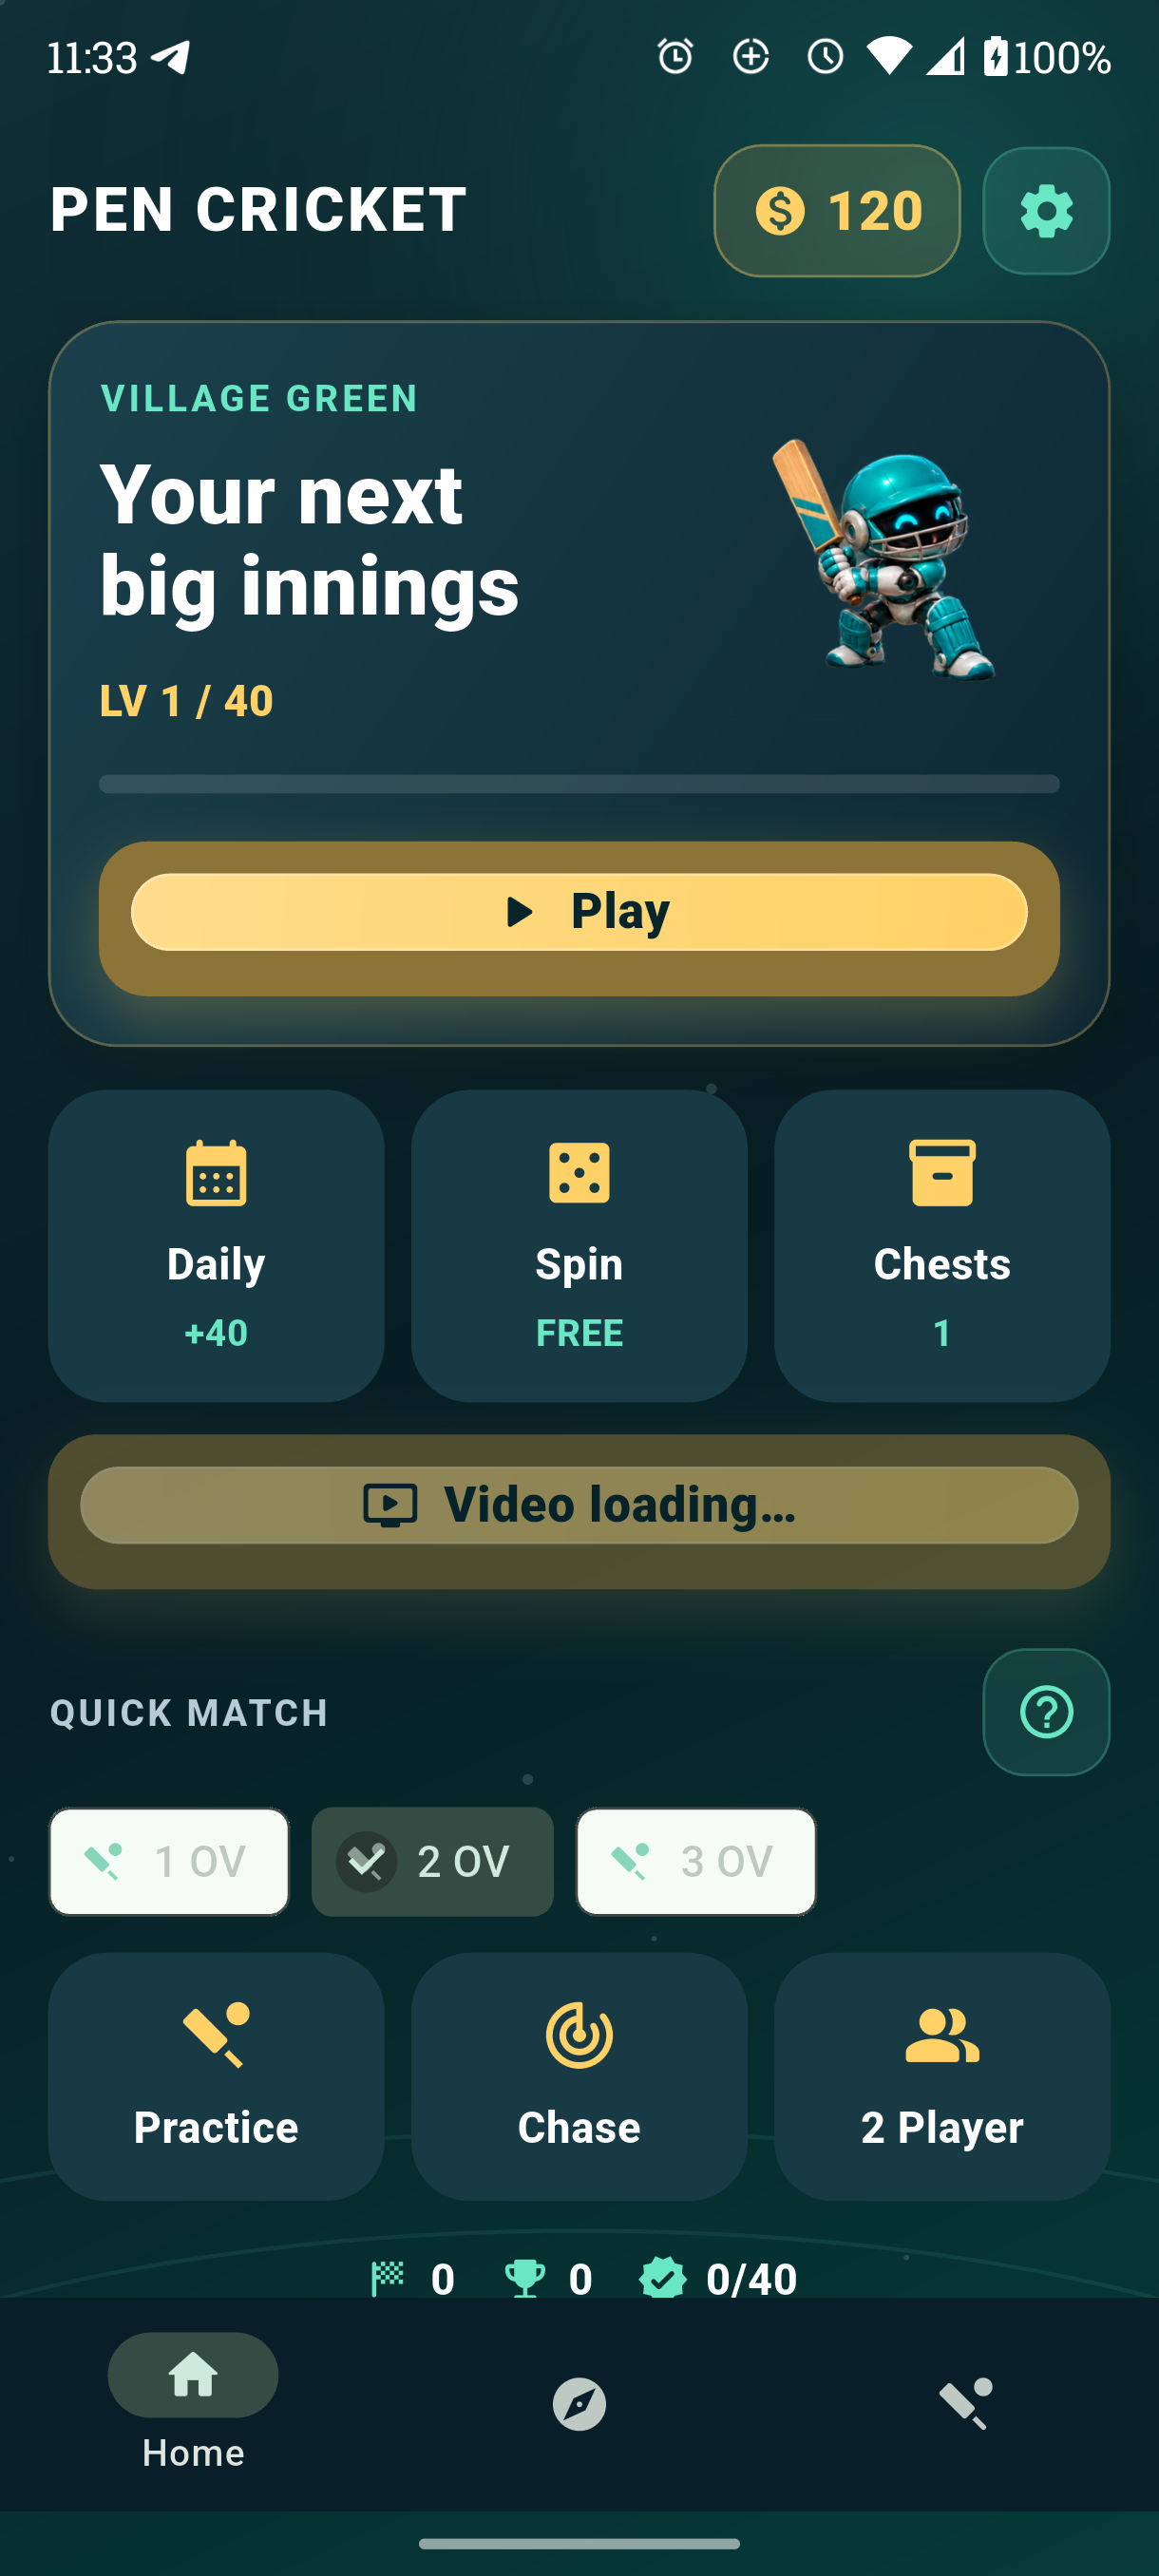 11:33
100%
PEN CRICKET
120
VILLAGE GREEN
Your next
big innings
LV 1 / 40
Play
Daily
+40
Spin
FREE
Chests
1
Video loading...
QUICK MATCH
1 OV
2 OV
3 OV
Practice
Chase
2 Player
0
0
0/40
Home